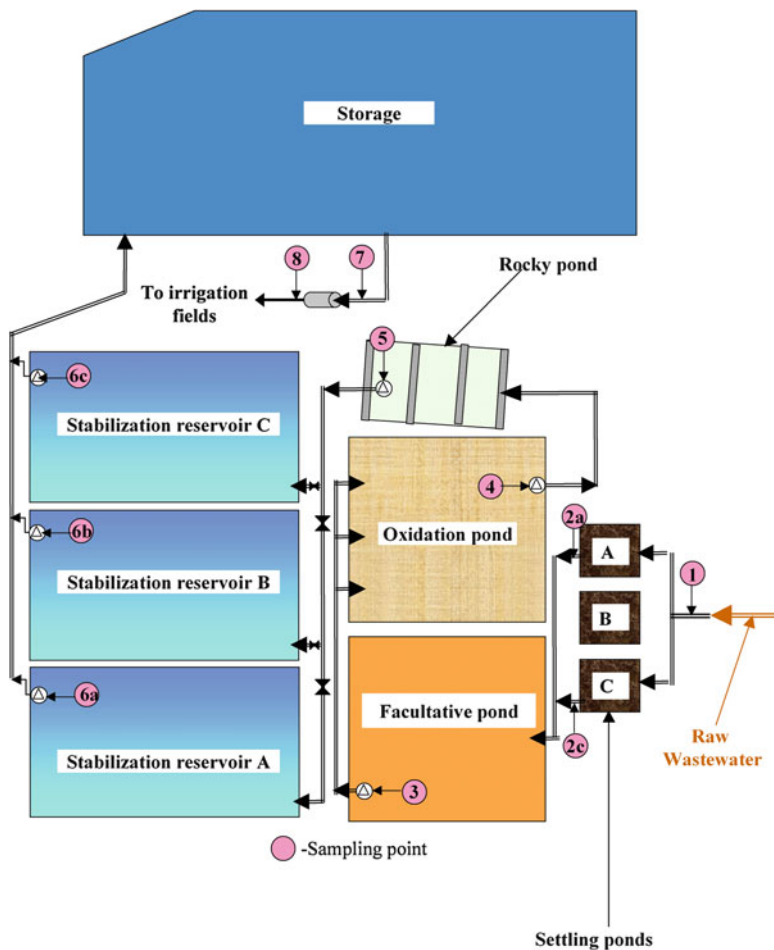 Storage
8
7
To irrigation
fields
Rocky pond
5
6c
Stabilization reservoir C
4
2a
Oxidation pond
A
1
6b
Stabilization reservoir B
B
6a
C
Facultative pond
Stabilization reservoir A
2c
Raw
Wastewater
3
-Sampling point
Settling ponds